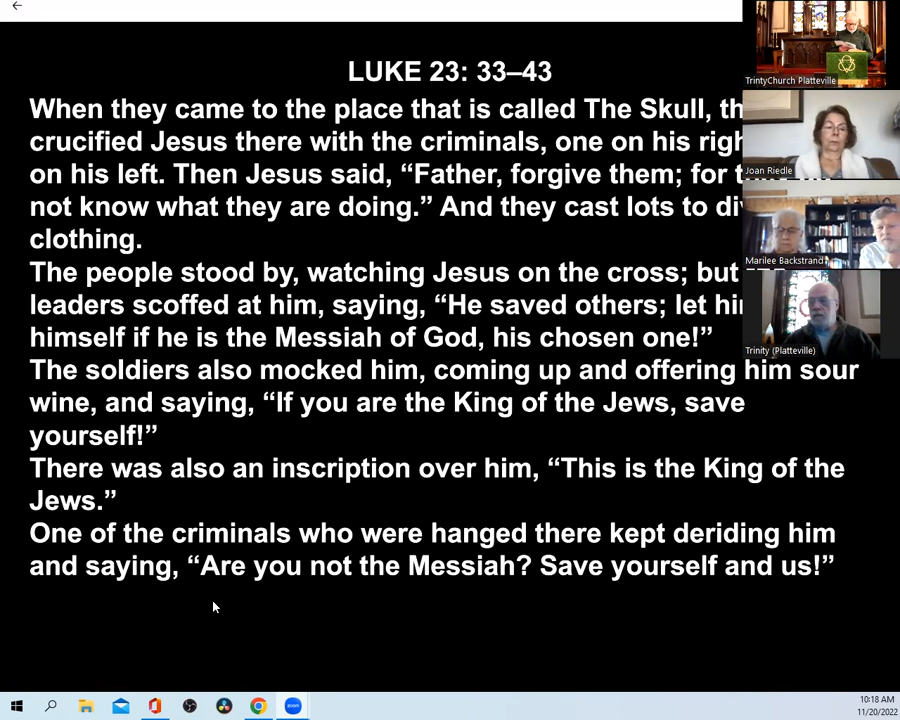 LUKE 23: 33–43
When they came to the place that is called The Skull, th
crucified Jesus there with the criminals, one on his righ
on his left. Then Jesus said, “Father, forgive them; for
not know what they are doing.” And they cast lots to div
clothing.
The people stood by, watching Jesus on the cross; but
leaders scoffed at him, saying, “He saved others; let hi
himself if he is the Messiah of God, his chosen one!”
The soldiers also mocked him, coming up and offering him sour
wine, and saying, “If you are the King of the Jews, save
yourself!”
There was also an inscription over him, “This is the King of the
Jews.”
One of the criminals who were hanged there kept deriding him
and saying, “Are you not the Messiah? Save yourself and us!”
TrintyChurch Platteville
Joan Riedle
Marilee Backstrand
Trinity (Platteville)
zoom
10:18 AM
11/20/2022